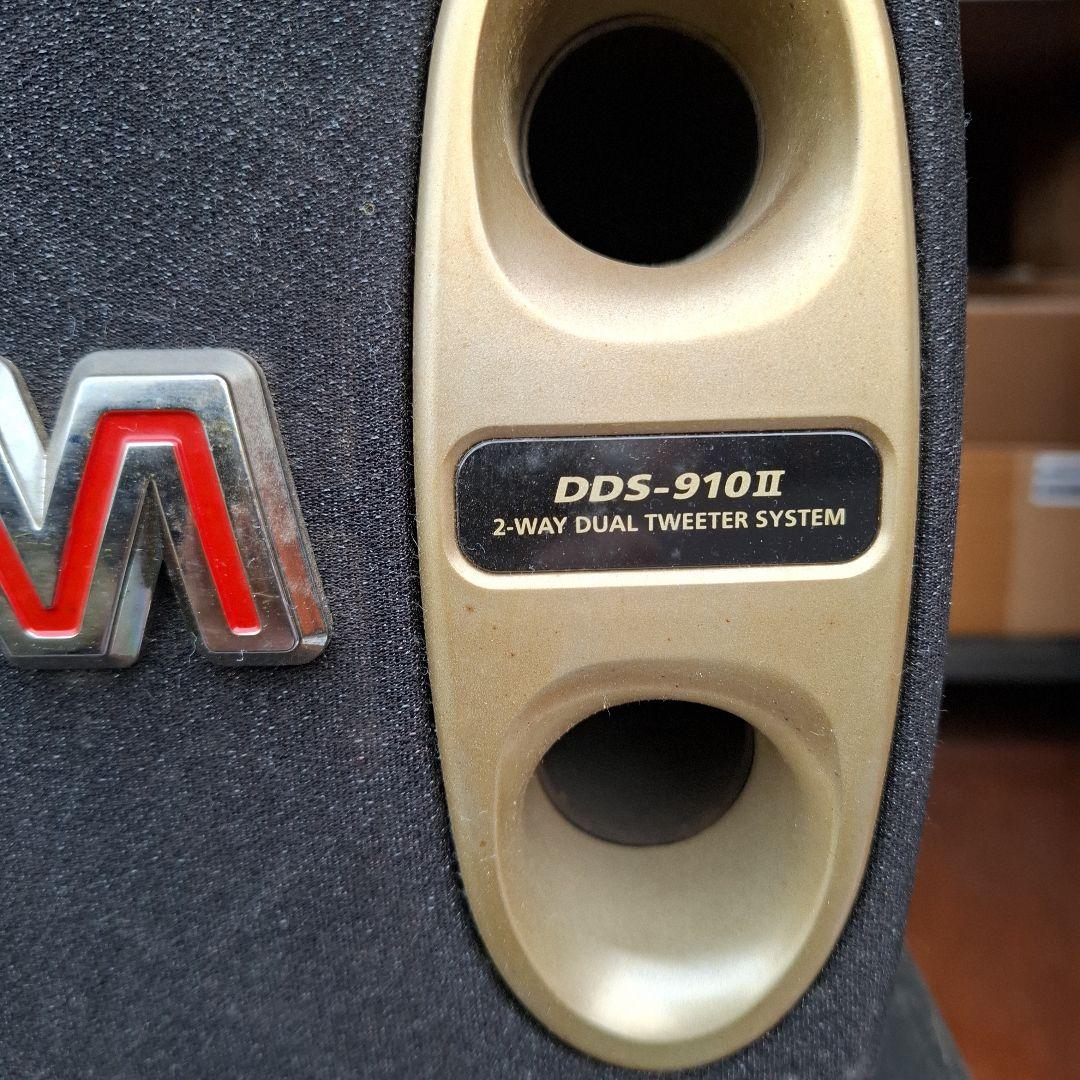 M
DDS-910II
2-WAY DUAL TWEETER SYSTEM